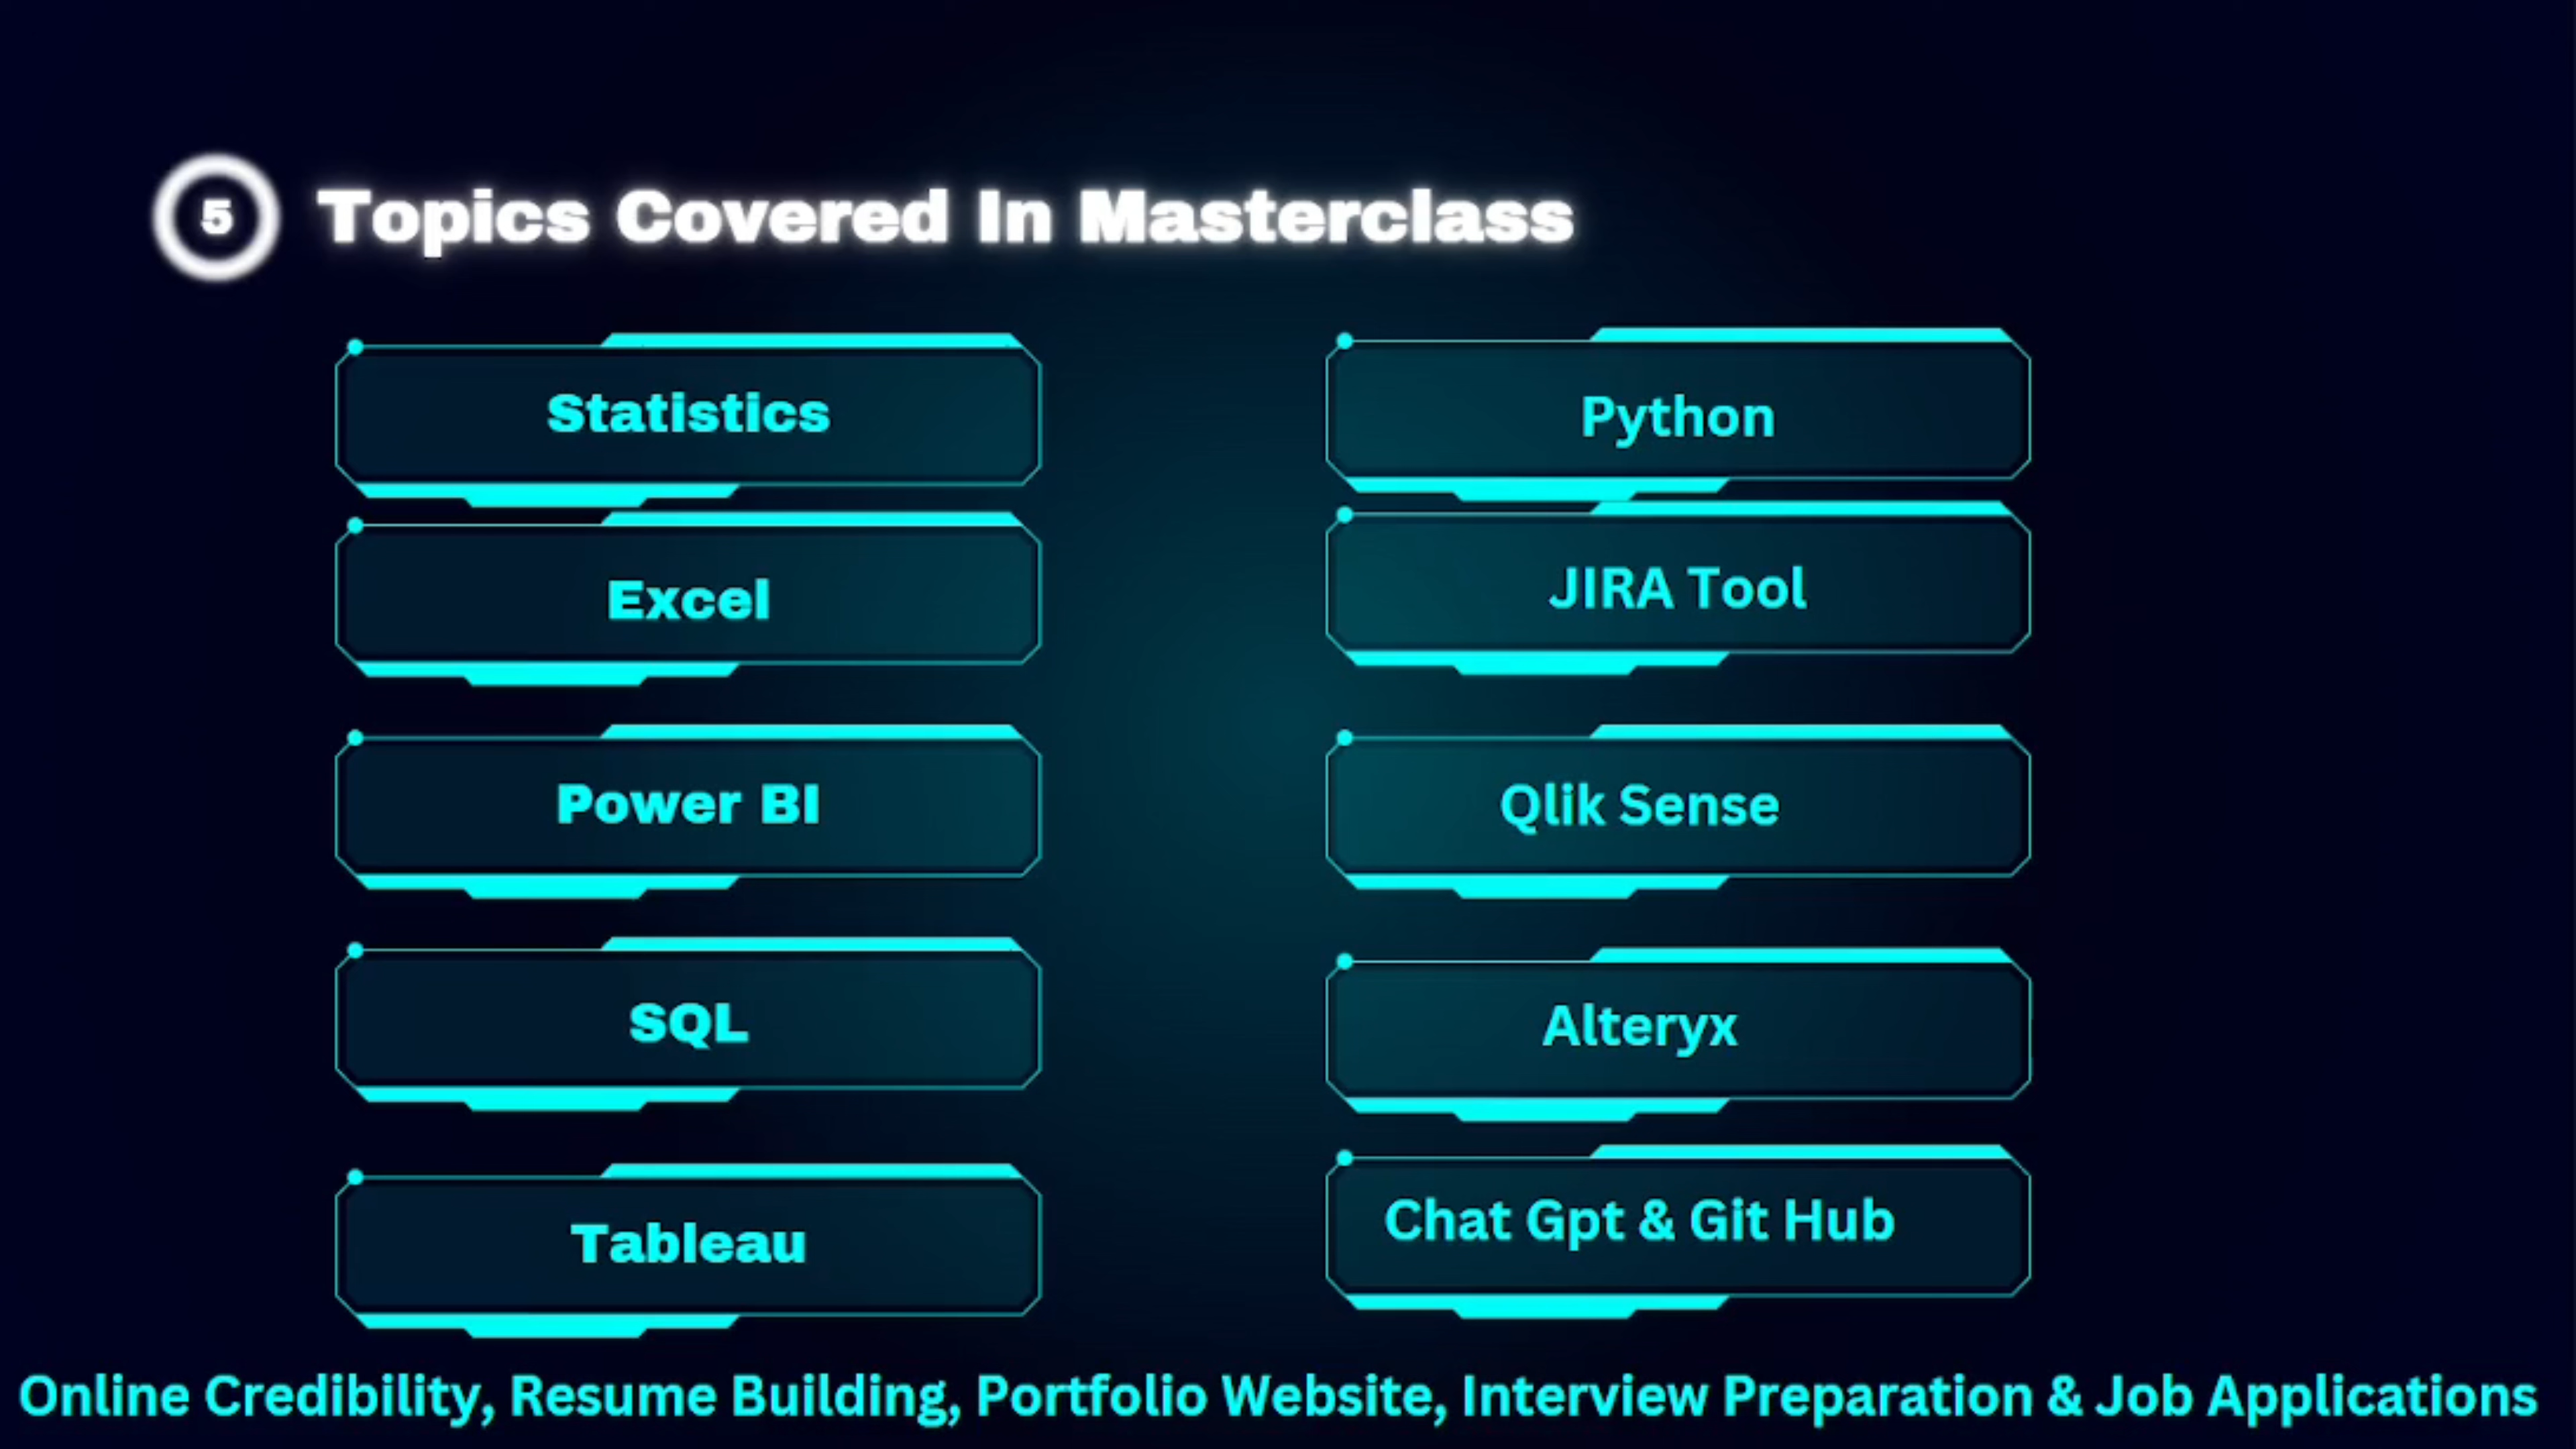 5
Topics Covered In Masterclass
Statistics
Excel
Power BI
SQL
Tableau
Python
JIRA Tool
Qlik Sense
Alteryx
Chat Gpt & Git Hub
Online Credibility, Resume Building, Portfolio Website, Interview Preparation & Job Applications